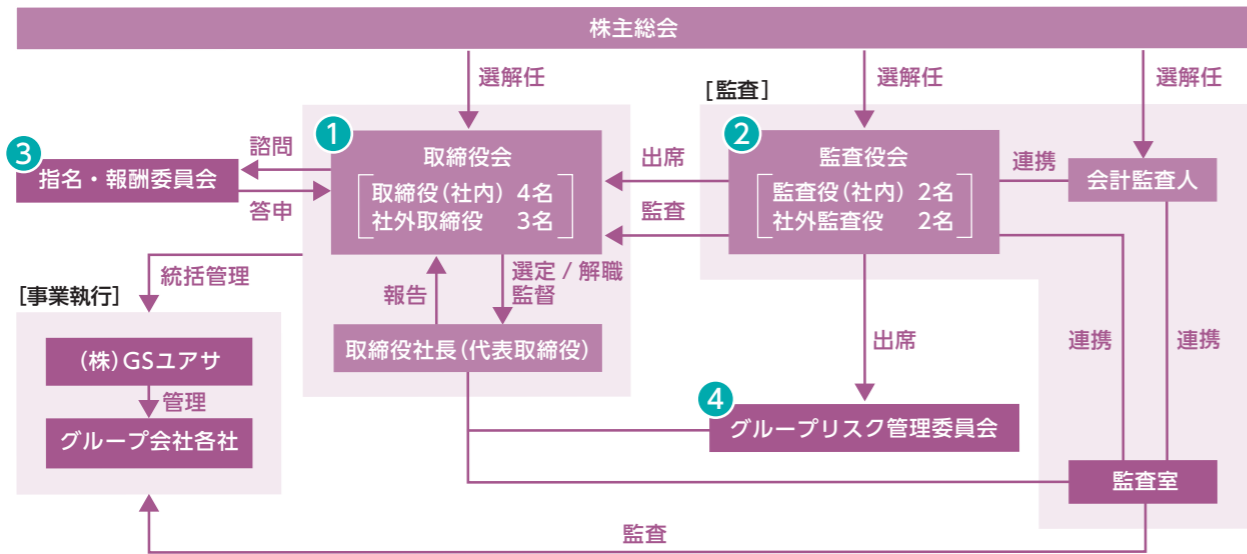 株主総会
選解任
選解任
選解任
[監査]
1
取締役会
取締役(社内) 4名
社外取締役 3名
2
監査役会
監査役(社内) 2名
社外監査役 2名
出席
監査
連携
会計監査人
3
指名・報酬委員会
諮問
答申
統括管理
報告
選定 / 解職
監督
取締役社長(代表取締役)
[事業執行]
(株)GSユアサ
管理
グループ会社各社
出席
連携
連携
4
グループリスク管理委員会
監査室
監査